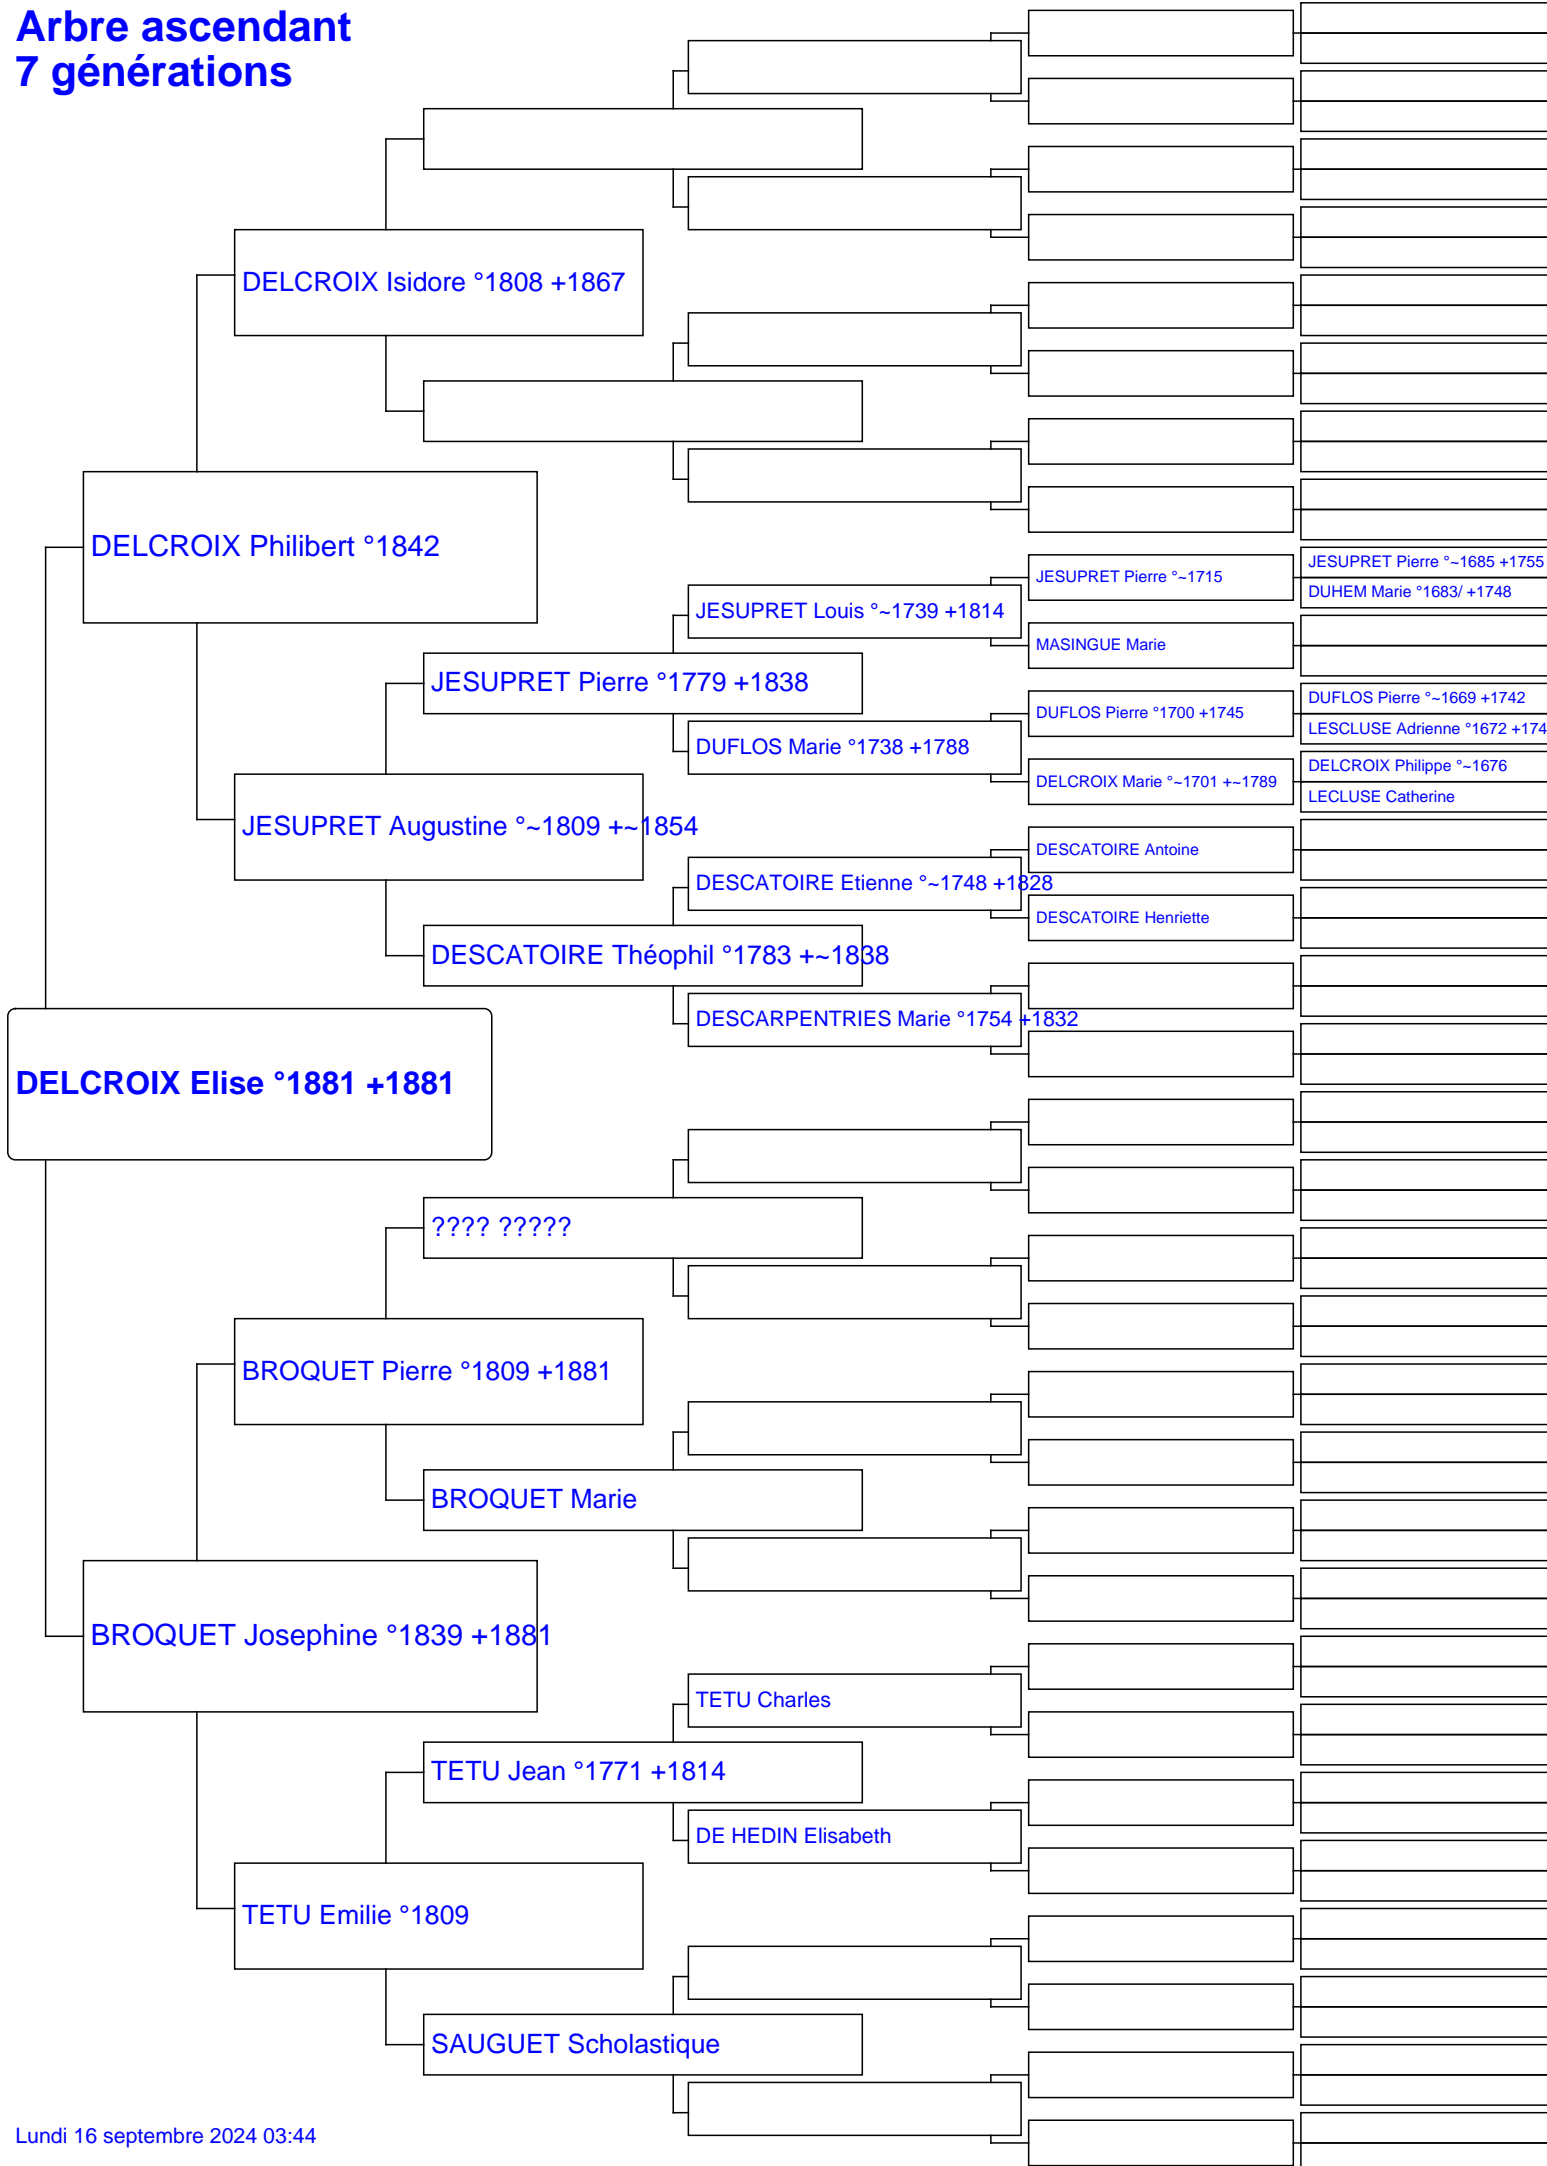 Arbre ascendant
7 générations
DELCROIX Isidore °1808 +1867
DELCROIX Philibert °1842
JESUPRET Pierre °~1685 +1755
JESUPRET Pierre °~1715
DUHEM Marie °1683/ +1748
JESUPRET Louis °~1739 +1814
MASINGUE Marie
JESUPRET Pierre °1779 +1838
DUFLOS Pierre °~1669 +1742
DUFLOS Pierre °1700 +1745
LESCLUSE Adrienne °1672 +174
DUFLOS Marie °1738 +1788
DELCROIX Philippe °~1676
DELCROIX Marie °~1701 +~1789
LECLUSE Catherine
JESUPRET Augustine °~1809 +~1854
DESCATOIRE Antoine
DESCATOIRE Etienne °~1748 +1828
DESCATOIRE Henriette
DESCATOIRE Théophil °1783 +~1838
DESCARPENTRIES Marie °1754 +1832
DELCROIX Elise °1881 +1881
???? ?????
BROQUET Pierre °1809 +1881
BROQUET Marie
BROQUET Josephine °1839 +1881
TETU Charles
TETU Jean °1771 +1814
DE HEDIN Elisabeth
TETU Emilie °1809
SAUGUET Scholastique
Lundi 16 septembre 2024 03:44